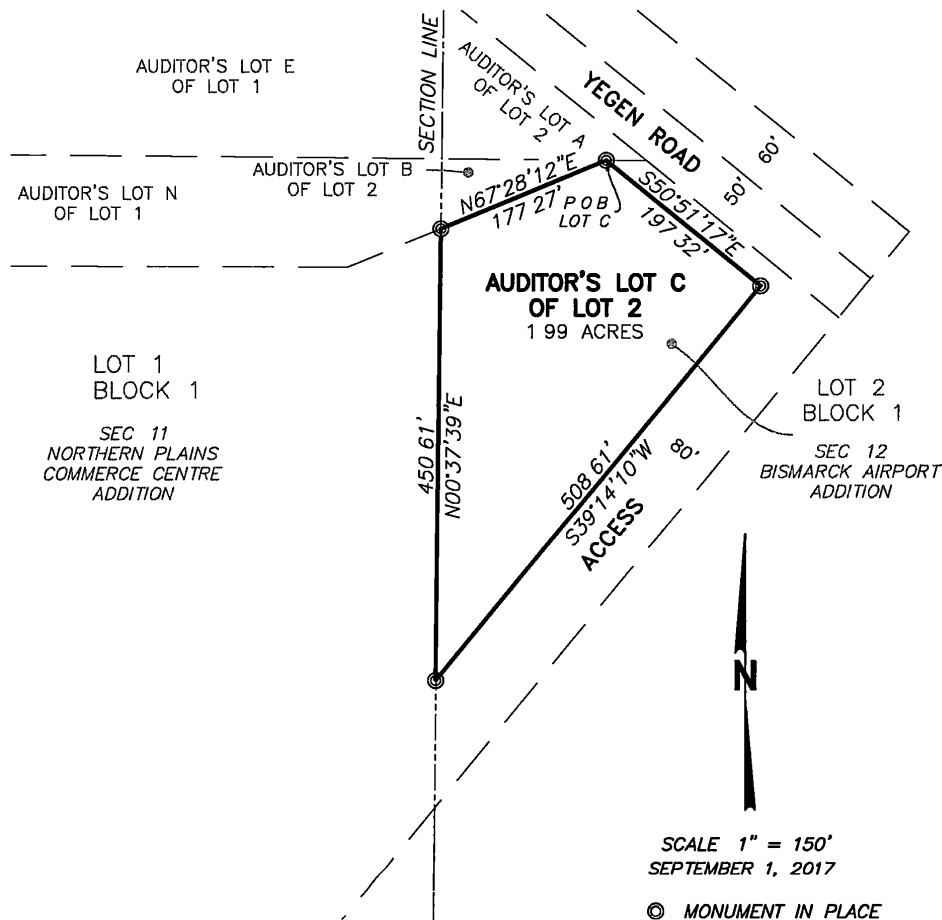 AUDITOR'S LOT E
OF LOT 1
SECTION LINE
AUDITOR'S LOT A
OF LOT 2
YEGEN ROAD
60'
50'
AUDITOR'S LOT B
OF LOT 2
AUDITOR'S LOT N
OF LOT 1
N67°28'12"E
177 27'
P O B
LOT C
S50°51'17"E
197 32'
AUDITOR'S LOT C
OF LOT 2
1 99 ACRES
LOT 1
BLOCK 1
SEC 11
NORTHERN PLAINS
COMMERCE CENTRE
ADDITION
450 61'
N00°37'39"E
508 61'
S39°14'10"W
80'
ACCESS
LOT 2
BLOCK 1
SEC 12
BISMARCK AIRPORT
ADDITION
N
SCALE 1" = 150'
SEPTEMBER 1, 2017
MONUMENT IN PLACE